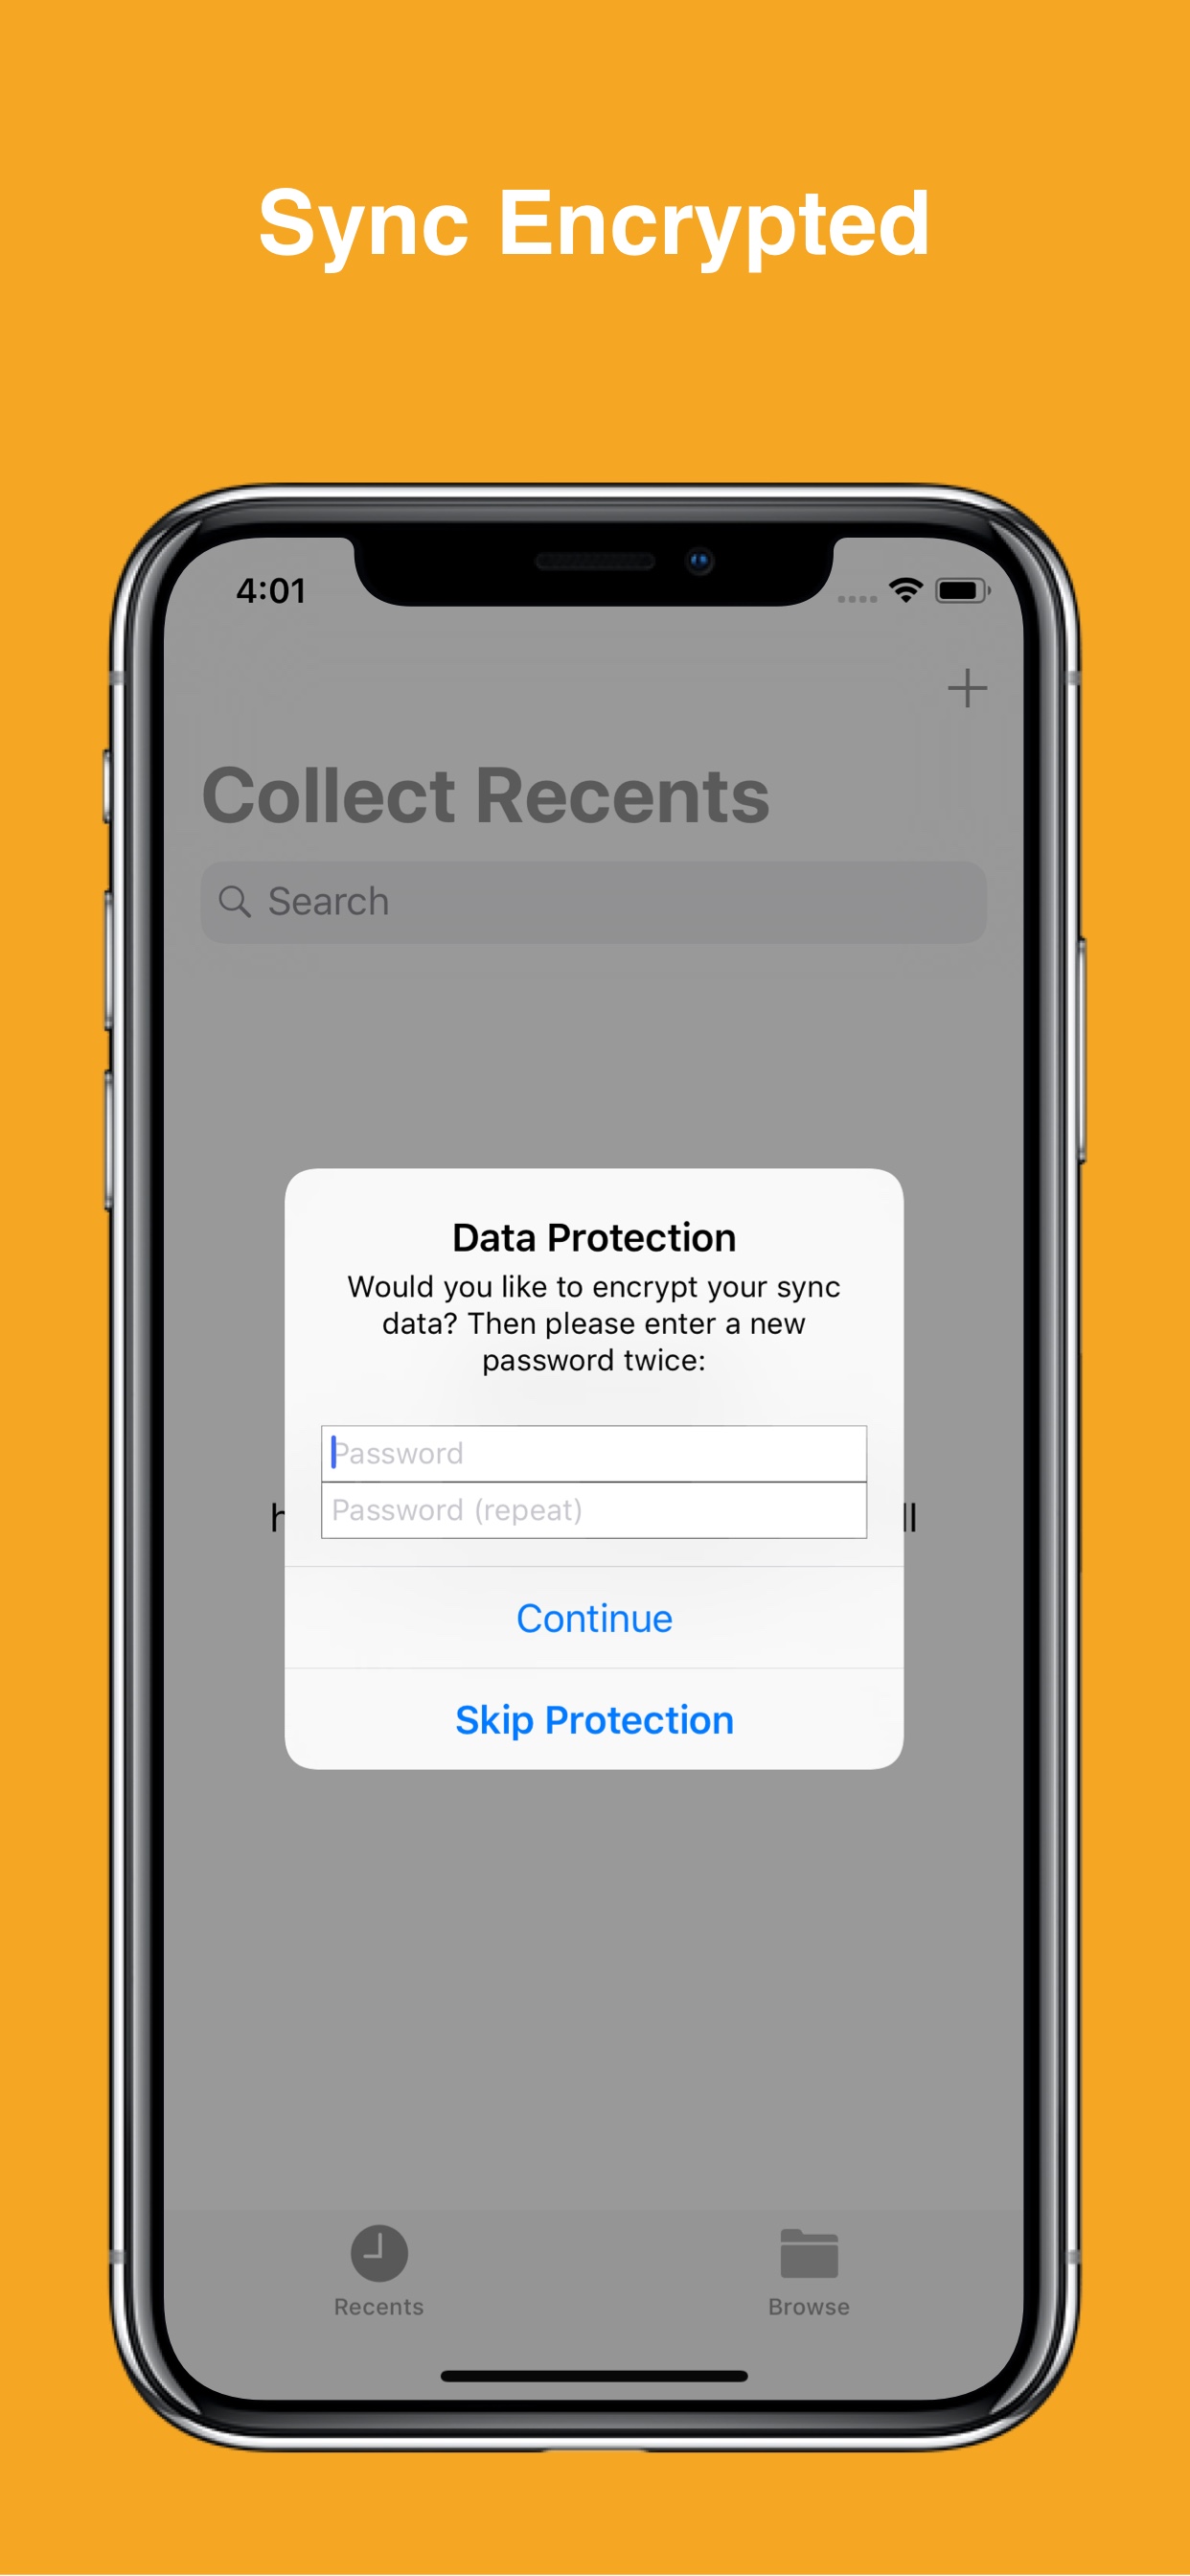 Sync Encrypted
4:01
Collect Recents
Search
Data Protection
Would you like to encrypt your sync
data? Then please enter a new
password twice:
Password
Password (repeat)
Continue
Skip Protection
Recents
Browse